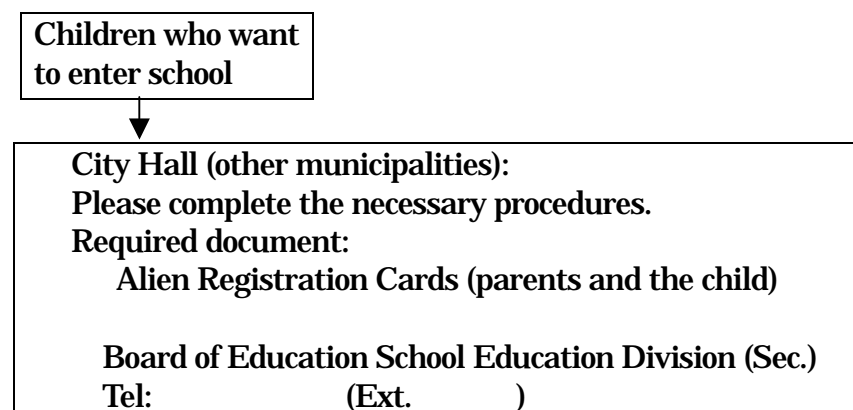 Children who want
to enter school
City Hall (other municipalities):
Please complete the necessary procedures.
Required document:
Alien Registration Cards (parents and the child)
Board of Education School Education Division (Sec.)
Tel: (Ext. )